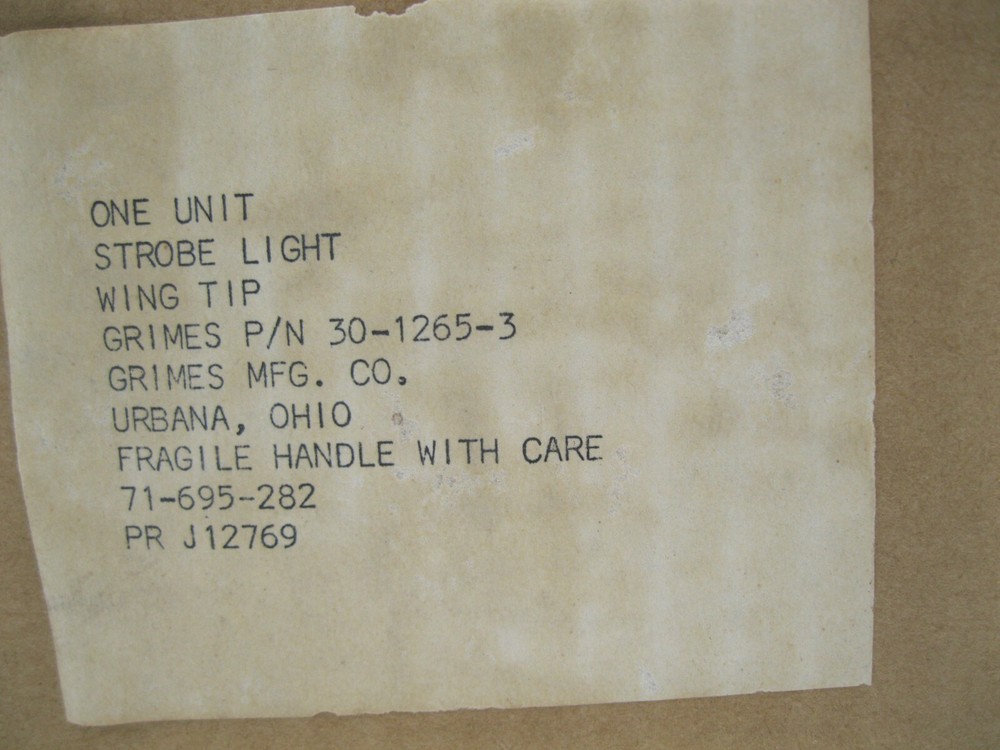 ONE UNIT
STROBE LIGHT
WING TIP
GRIMES P/N 30-1265-3
GRIMES MFG. CO.
URBANA, OHIO
FRAGILE HANDLE WITH CARE
71-695-282
PR J12769